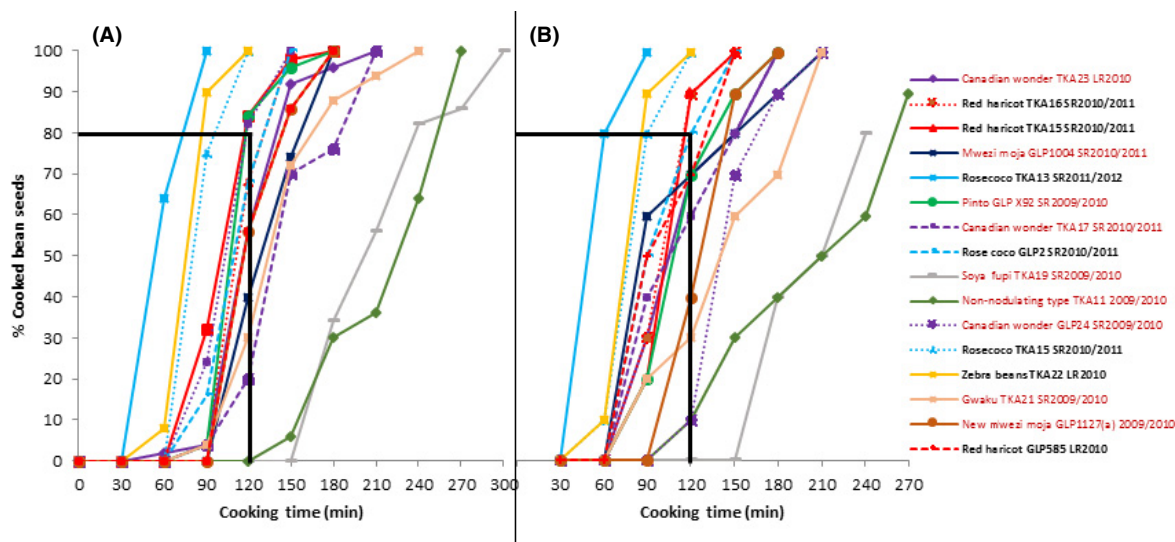 (A)
(B)
% Cooked bean seeds
100
90
80
70
60
50
40
30
20
10
0
0 30 60 90 120 150 180 210 240 270 300
Cooking time (min)
0 30 60 90 120 150 180 210 240 270
Cooking time (min)
Canadian wonder TKA23 LR2010
Red haricot TKA16 SR2010/2011
Red haricot TKA15 SR2010/2011
Mwezi moja GLP1004 SR2010/2011
Rosecoco TKA13 SR2011/2012
Pinto GLP X92 SR2009/2010
Canadian wonder TKA17 SR2010/2011
Rose coco GLP2 SR2010/2011
Soya fupi TKA19 SR2009/2010
Non-nodulating type TKA11 2009/2010
Canadian wonder GLP24 SR2009/2010
Rosecoco TKA15 SR2010/2011
Zebra beans TKA22 LR2010
Gwaku TKA21 SR2009/2010
New mwezi moja GLP1127(a) 2009/2010
Red haricot GLP585 LR2010